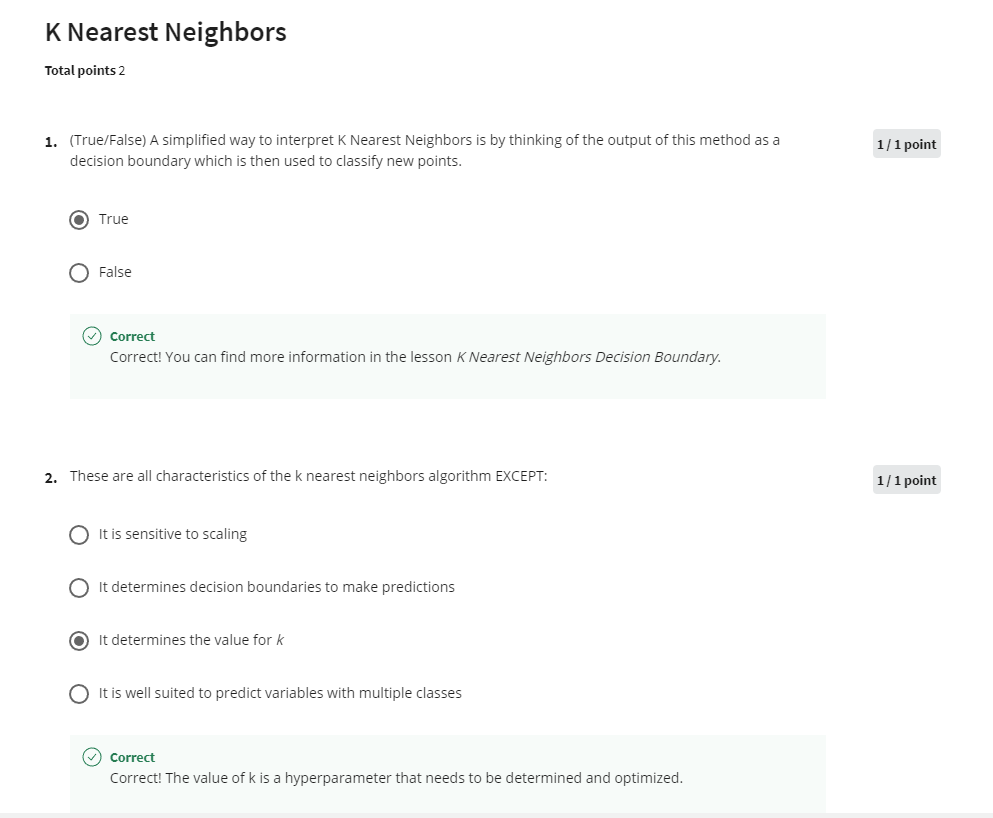 K Nearest Neighbors
Total points 2
1. (True/False) A simplified way to interpret K Nearest Neighbors is by thinking of the output of this method as a
decision boundary which is then used to classify new points.
1 / 1 point
True
False
Correct
Correct! You can find more information in the lesson K Nearest Neighbors Decision Boundary.
2. These are all characteristics of the k nearest neighbors algorithm EXCEPT:
1 / 1 point
It is sensitive to scaling
It determines decision boundaries to make predictions
It determines the value for k
It is well suited to predict variables with multiple classes
Correct
Correct! The value of k is a hyperparameter that needs to be determined and optimized.